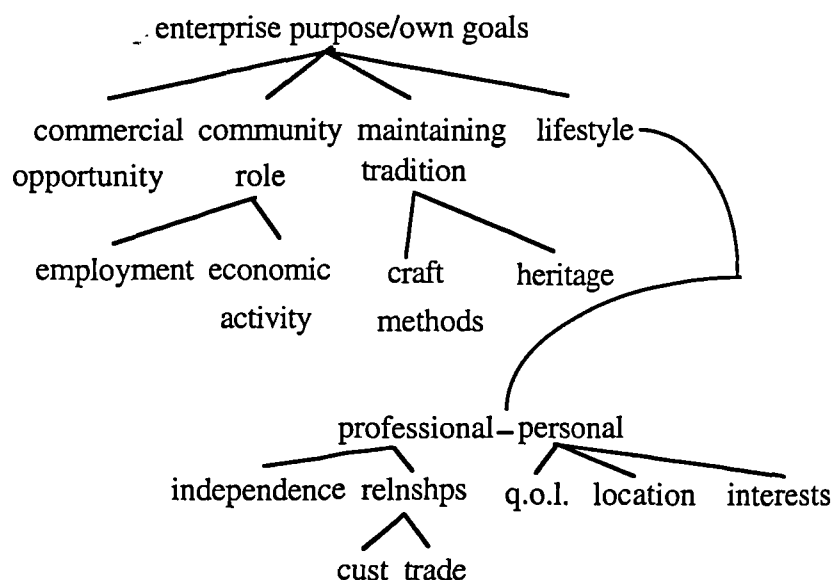 enterprise purpose/own goals
commercial community maintaining lifestyle
opportunity role tradition
employment economic craft heritage
activity methods
professional – personal
independence relnshps q.o.l. location interests
cust trade